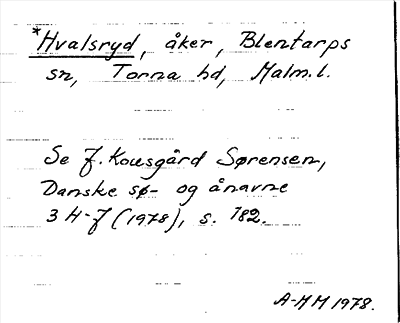 *Hvalsryd, åker, Blentarps
sn, Torna hd, Malm.l.
Se J. Kousgård Sørensen,
Danske sø- og ånavne
3 H-J (1978), s. 182.
A-HM 1978.